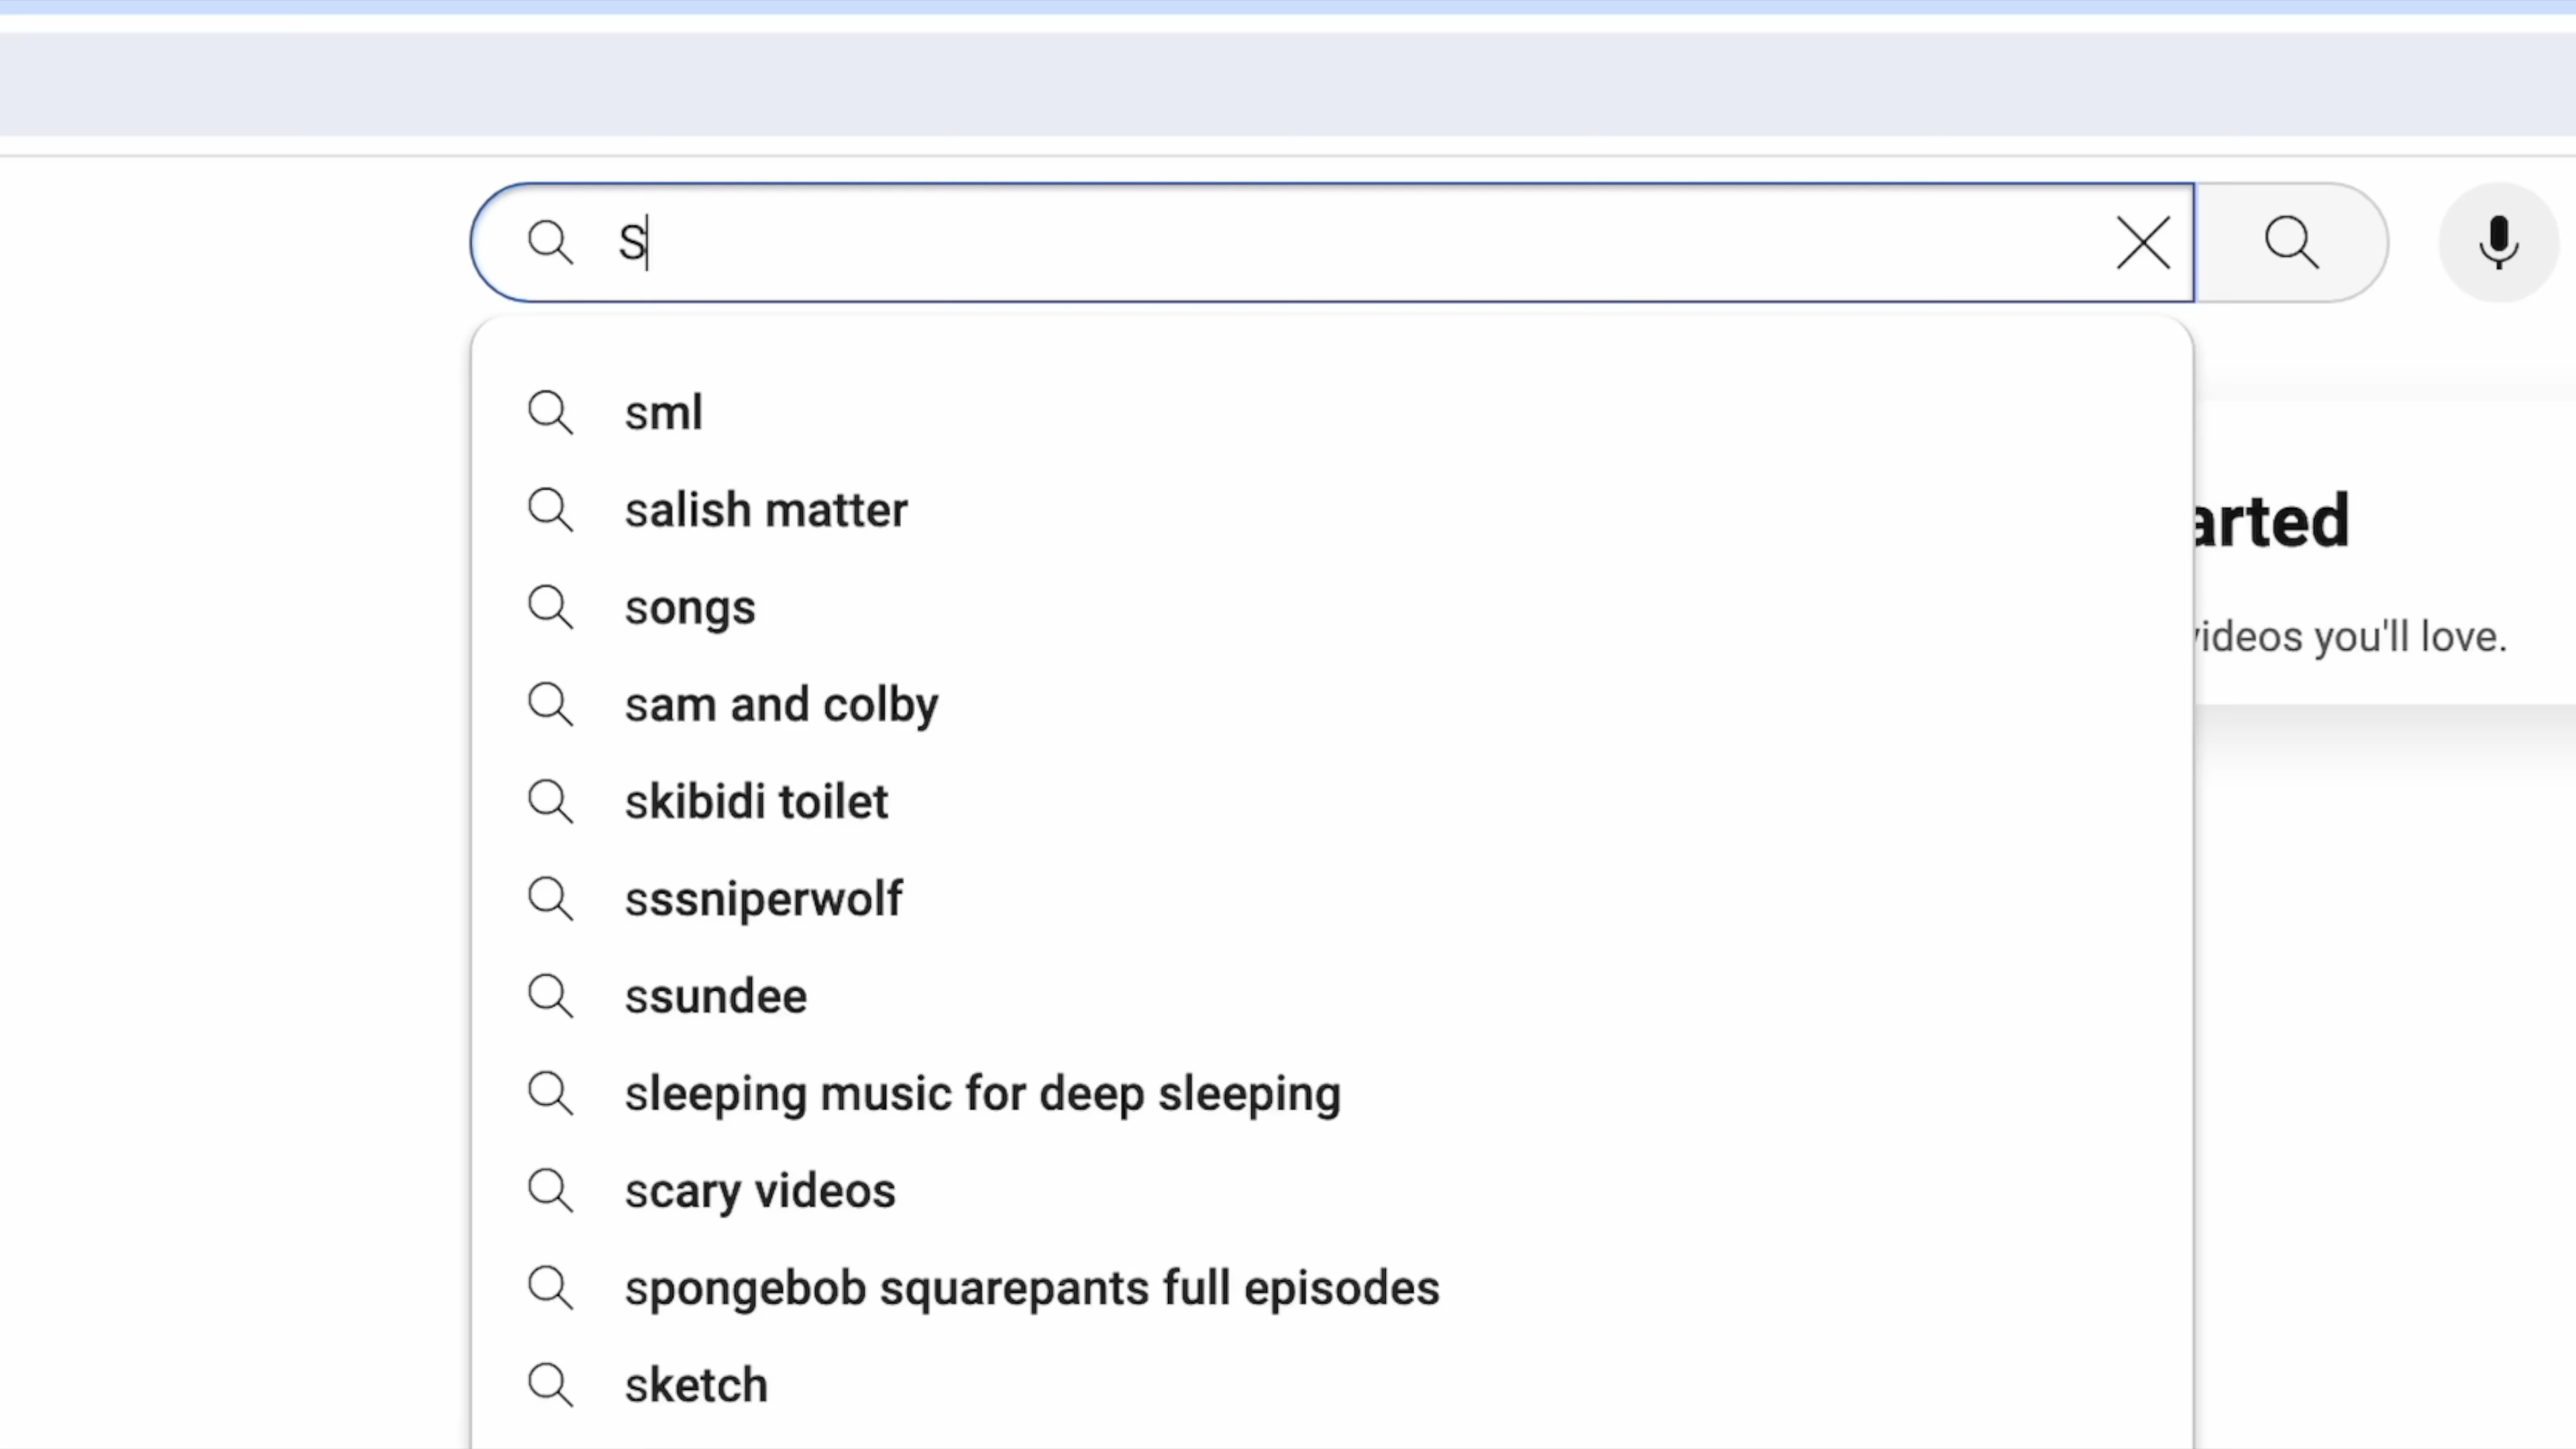 S
sml
salish matter
songs
sam and colby
skibidi toilet
sssniperwolf
ssundee
sleeping music for deep sleeping
scary videos
spongebob squarepants full episodes
sketch
arted
videos you'll love.